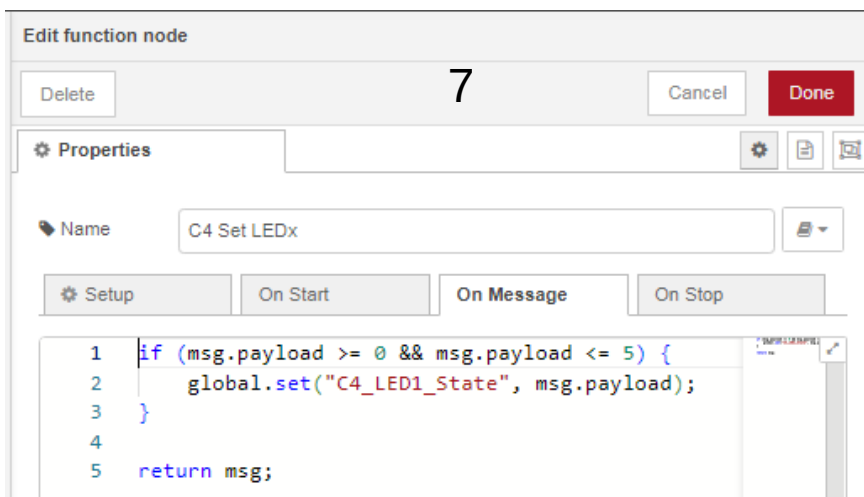 Edit function node
Delete 7 Cancel Done
Properties
Name C4 Set LEDx
Setup On Start On Message On Stop
1 if (msg.payload >= 0 && msg.payload <= 5) {
2 global.set("C4_LED1_State", msg.payload);
3 }
4
5 return msg;